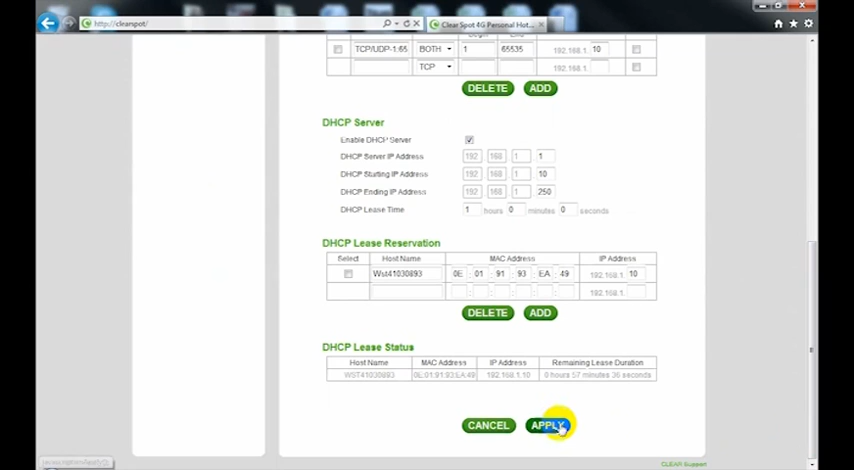 http://clearspot/
ClearSpot 4G Personal Hot...
TCP/UDP-1:65 BOTH 1 65535 192.168.1. 10
TCP 192.168.1.
DELETE ADD
DHCP Server
Enable DHCP Server
DHCP Server IP Address 192 168 1 1
DHCP Starting IP Address 192 168 1 10
DHCP Ending IP Address 192 168 1 250
DHCP Lease Time 1 hours 0 minutes 0 seconds
DHCP Lease Reservation
Select Host Name MAC Address IP Address
Wst41030893 0E : 01 : 91 : 93 : EA : 49 192.168.1. 10
: : : : : 192.168.1.
DELETE ADD
DHCP Lease Status
Host Name MAC Address IP Address Remaining Lease Duration
WST41030893 0E:01:91:93:EA:49 192.168.1.10 0 hours 57 minutes 36 seconds
CANCEL APPLY
javascript:Apply();
CLEAR Support